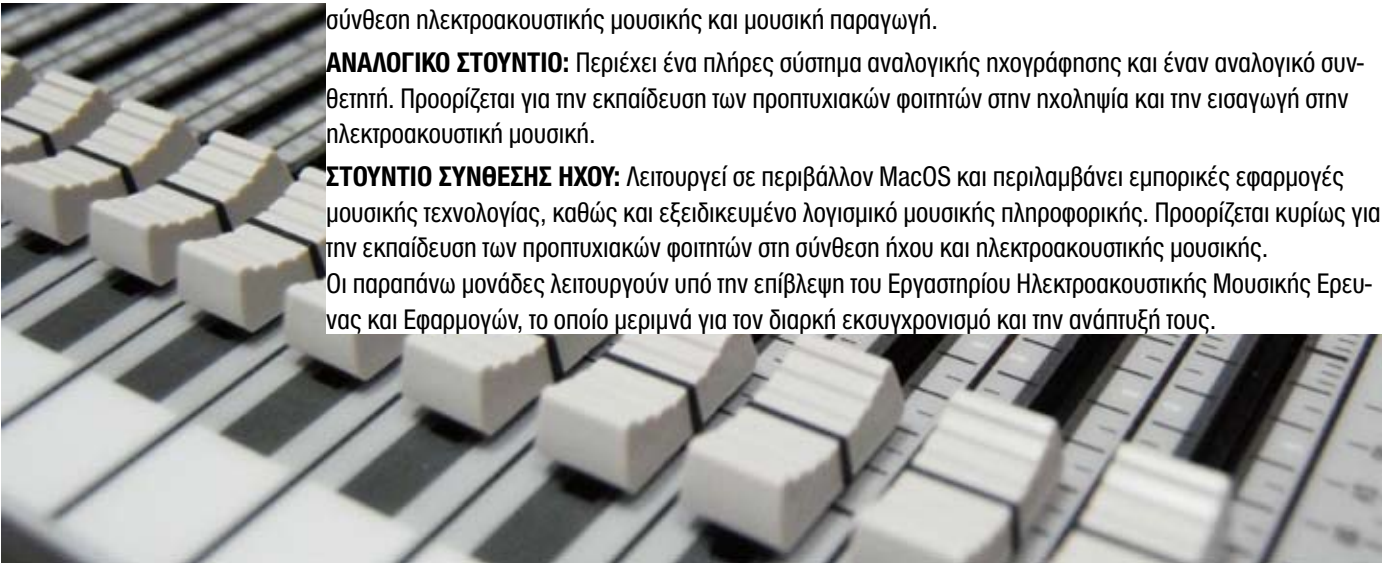 σύνθεση ηλεκτροακουστικής μουσικής και μουσική παραγωγή.
ΑΝΑΛΟΓΙΚΟ ΣΤΟΥΝΤΙΟ: Περιέχει ένα πλήρες σύστημα αναλογικής ηχογράφησης και έναν αναλογικό συν-
θετητή. Προορίζεται για την εκπαίδευση των προπτυχιακών φοιτητών στην ηχοληψία και την εισαγωγή στην
ηλεκτροακουστική μουσική.
ΣΤΟΥΝΤΙΟ ΣΥΝΘΕΣΗΣ ΗΧΟΥ: Λειτουργεί σε περιβάλλον MacOS και περιλαμβάνει εμπορικές εφαρμογές
μουσικής τεχνολογίας, καθώς και εξειδικευμένο λογισμικό μουσικής πληροφορικής. Προορίζεται κυρίως για
την εκπαίδευση των προπτυχιακών φοιτητών στη σύνθεση ήχου και ηλεκτροακουστικής μουσικής.
Οι παραπάνω μονάδες λειτουργούν υπό την επίβλεψη του Εργαστηρίου Ηλεκτροακουστικής Μουσικής Ερευ-
νας και Εφαρμογών, το οποίο μεριμνά για τον διαρκή εκσυγχρονισμό και την ανάπτυξή τους.